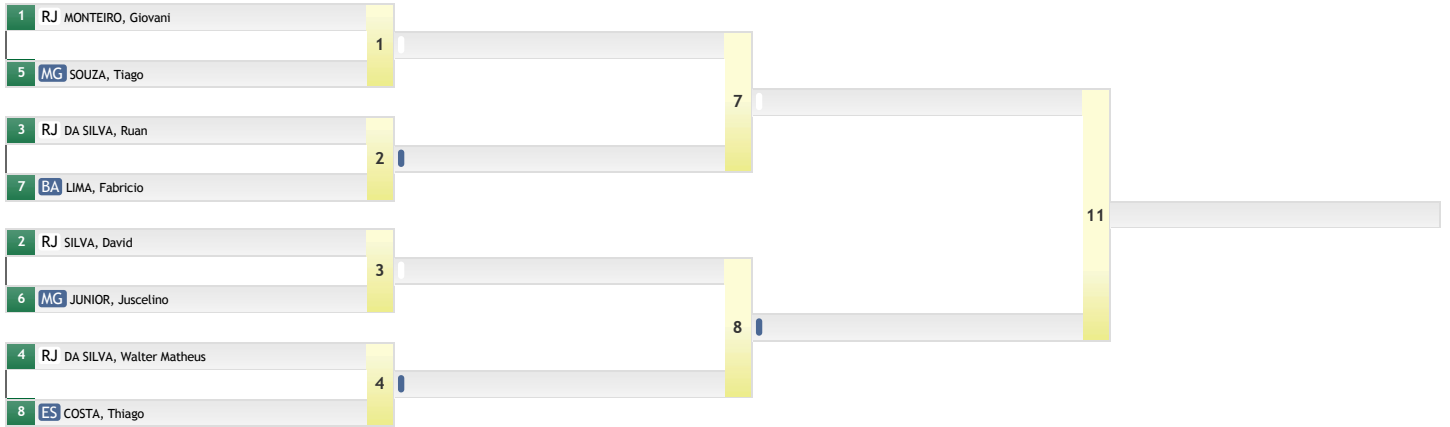 1 RJ MONTEIRO, Giovani
1
5 MG SOUZA, Tiago
7
3 RJ DA SILVA, Ruan
2
7 BA LIMA, Fabricio
11
2 RJ SILVA, David
3
6 MG JUNIOR, Juscelino
8
4 RJ DA SILVA, Walter Matheus
4
8 ES COSTA, Thiago